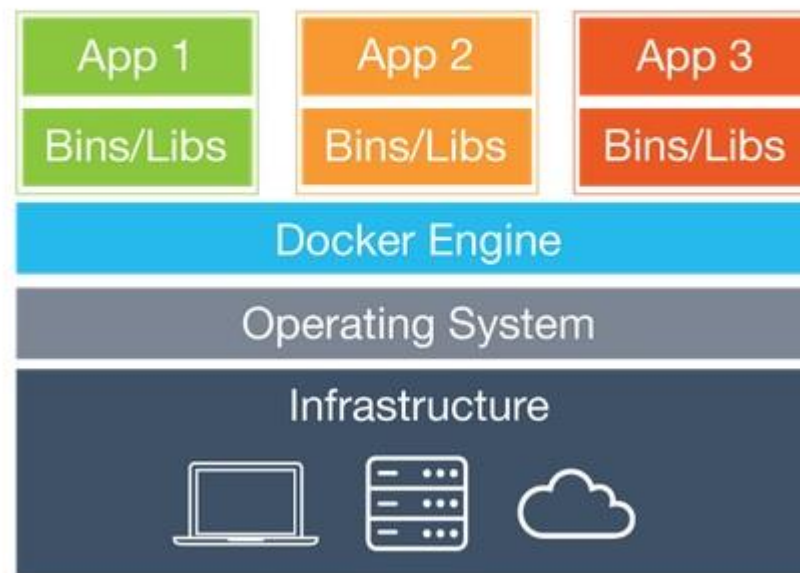 App 1
App 2
App 3
Bins/Libs
Bins/Libs
Bins/Libs
Docker Engine
Operating System
Infrastructure